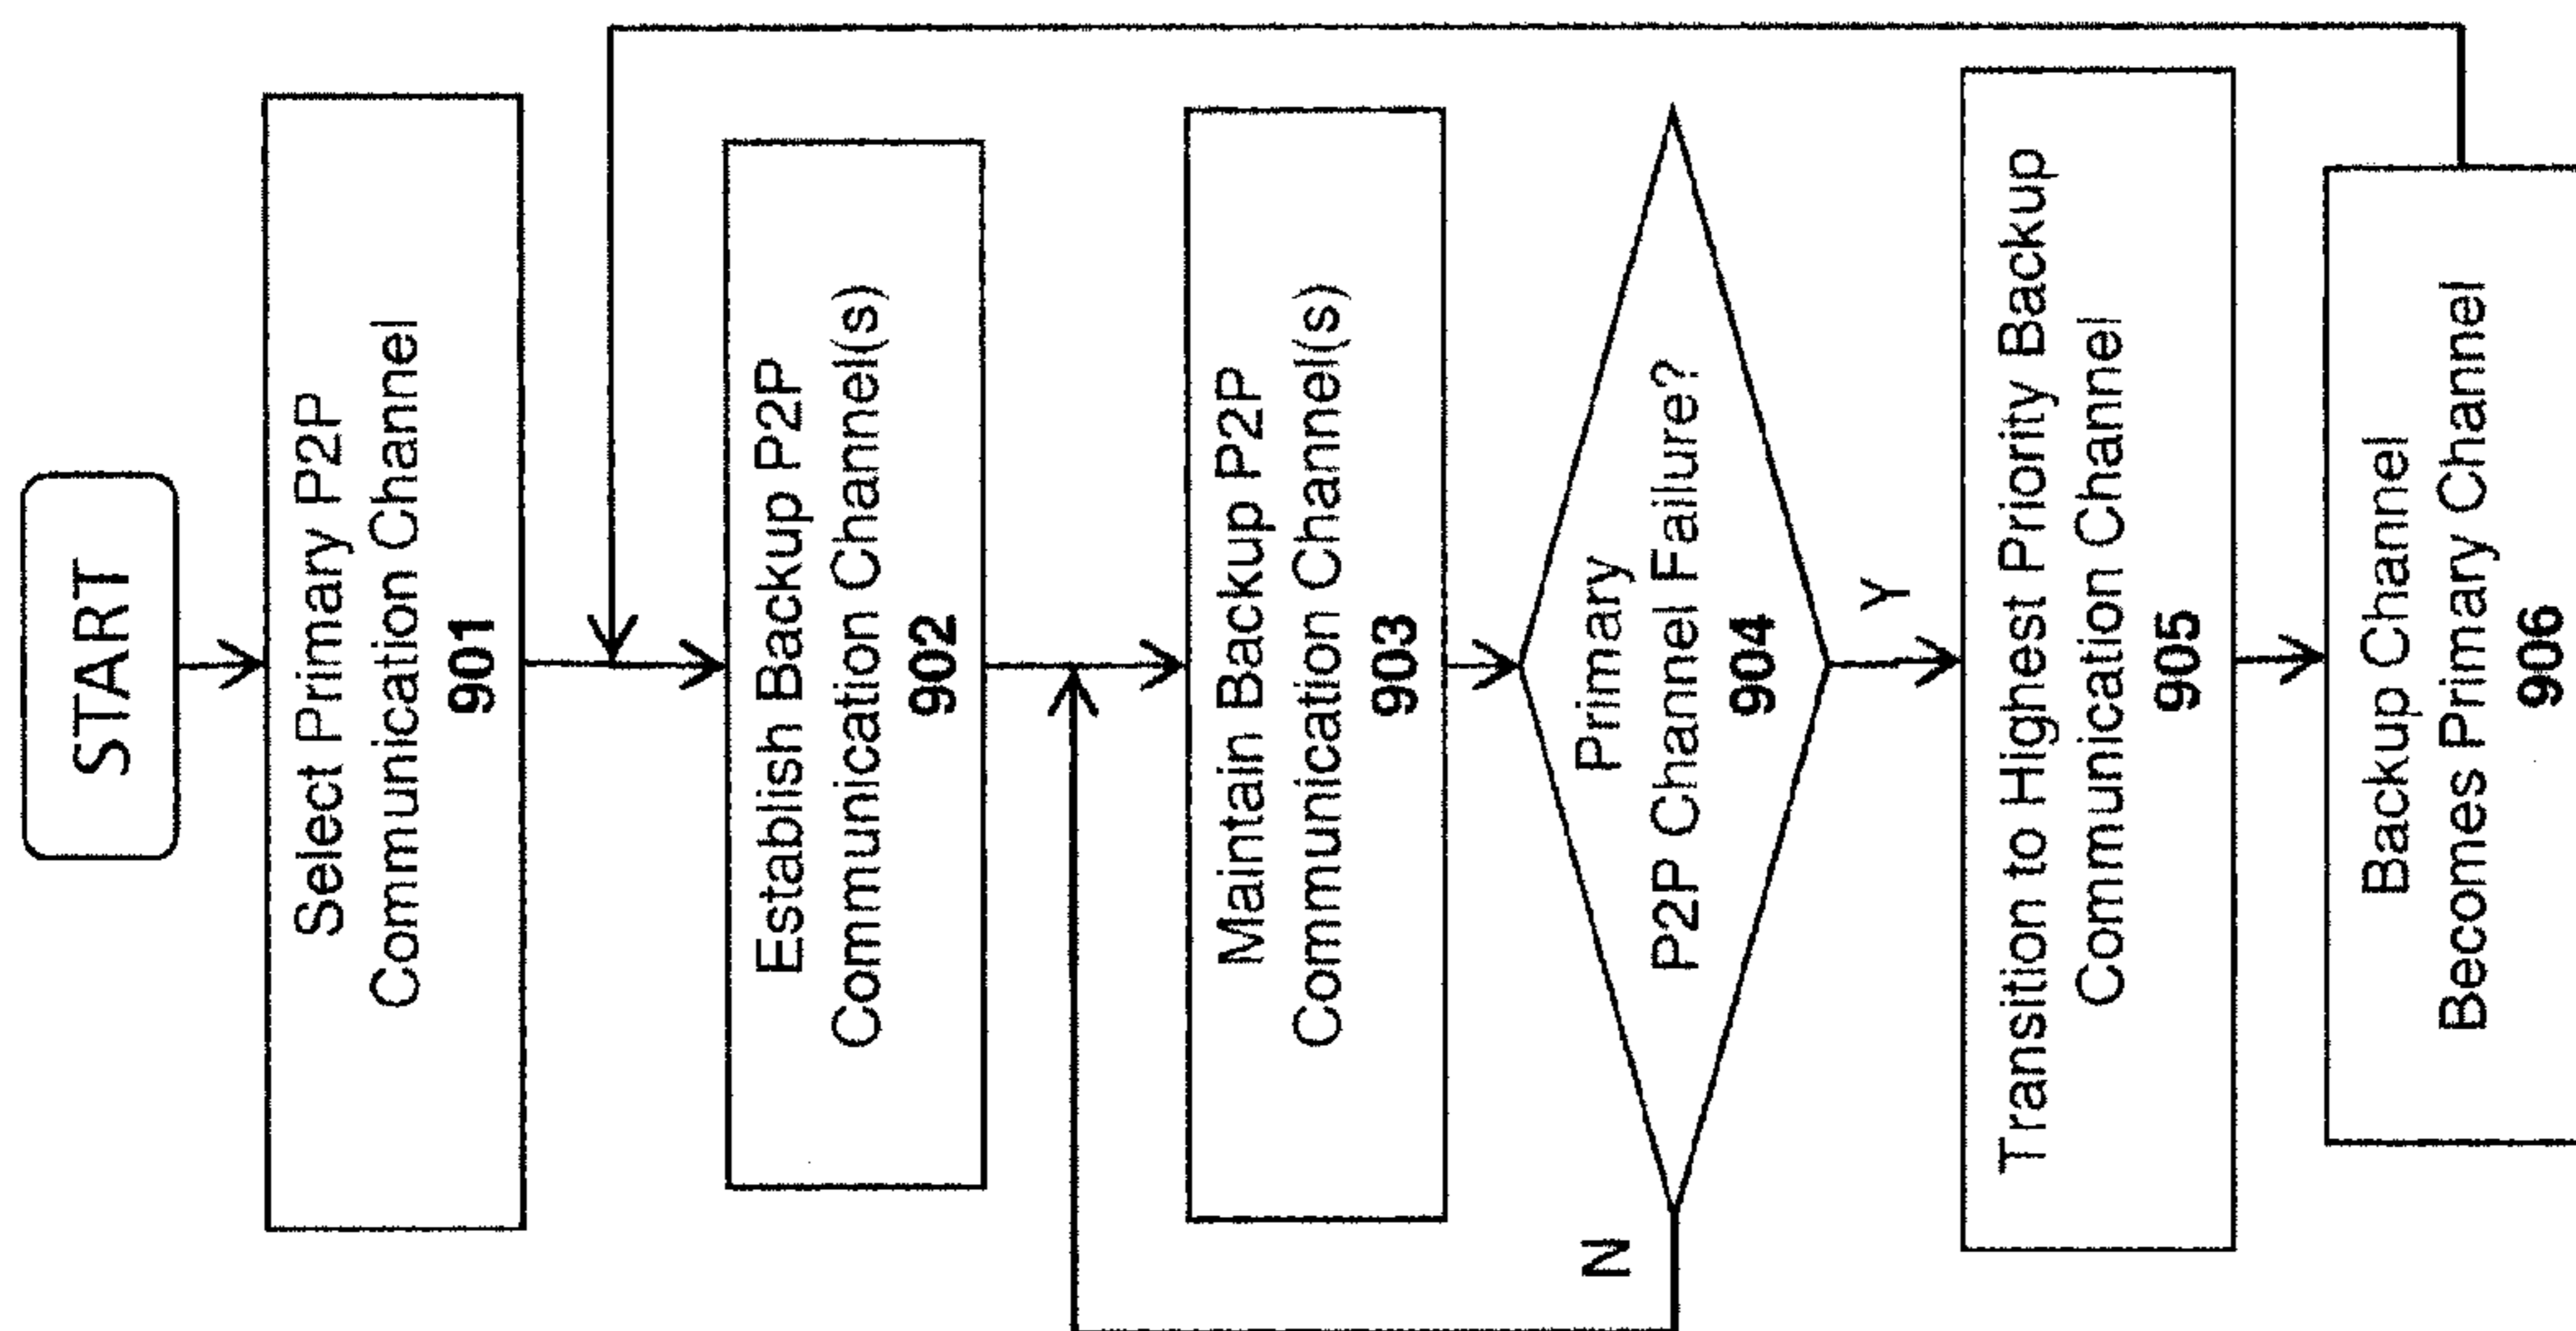 START
Select Primary P2P
Communication Channel
901
Establish Backup P2P
Communication Channel(s)
902
Maintain Backup P2P
Communication Channel(s)
903
Primary
P2P Channel Failure?
904
N
Y
Transition to Highest Priority Backup
Communication Channel
905
Backup Channel
Becomes Primary Channel
906